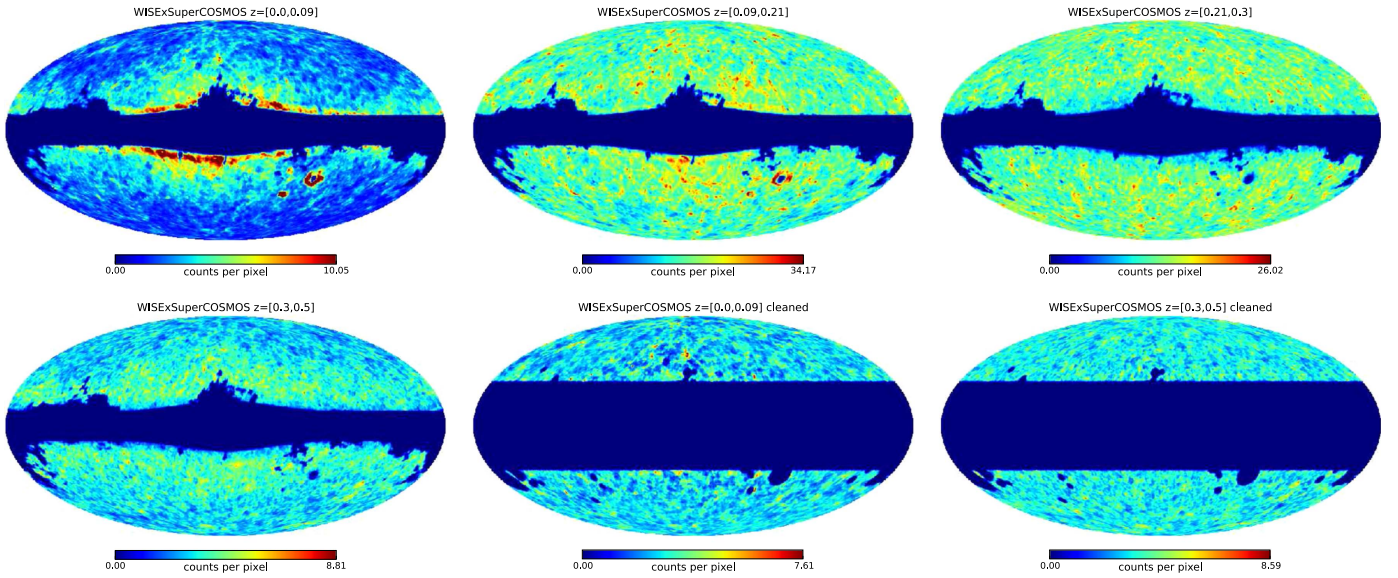 WISExSuperCOSMOS z=[0.0,0.09]
0.00 counts per pixel 10.05
WISExSuperCOSMOS z=[0.09,0.21]
0.00 counts per pixel 34.17
WISExSuperCOSMOS z=[0.21,0.3]
0.00 counts per pixel 26.02
WISExSuperCOSMOS z=[0.3,0.5]
0.00 counts per pixel 8.81
WISExSuperCOSMOS z=[0.0,0.09] cleaned
0.00 counts per pixel 7.61
WISExSuperCOSMOS z=[0.3,0.5] cleaned
0.00 counts per pixel 8.59